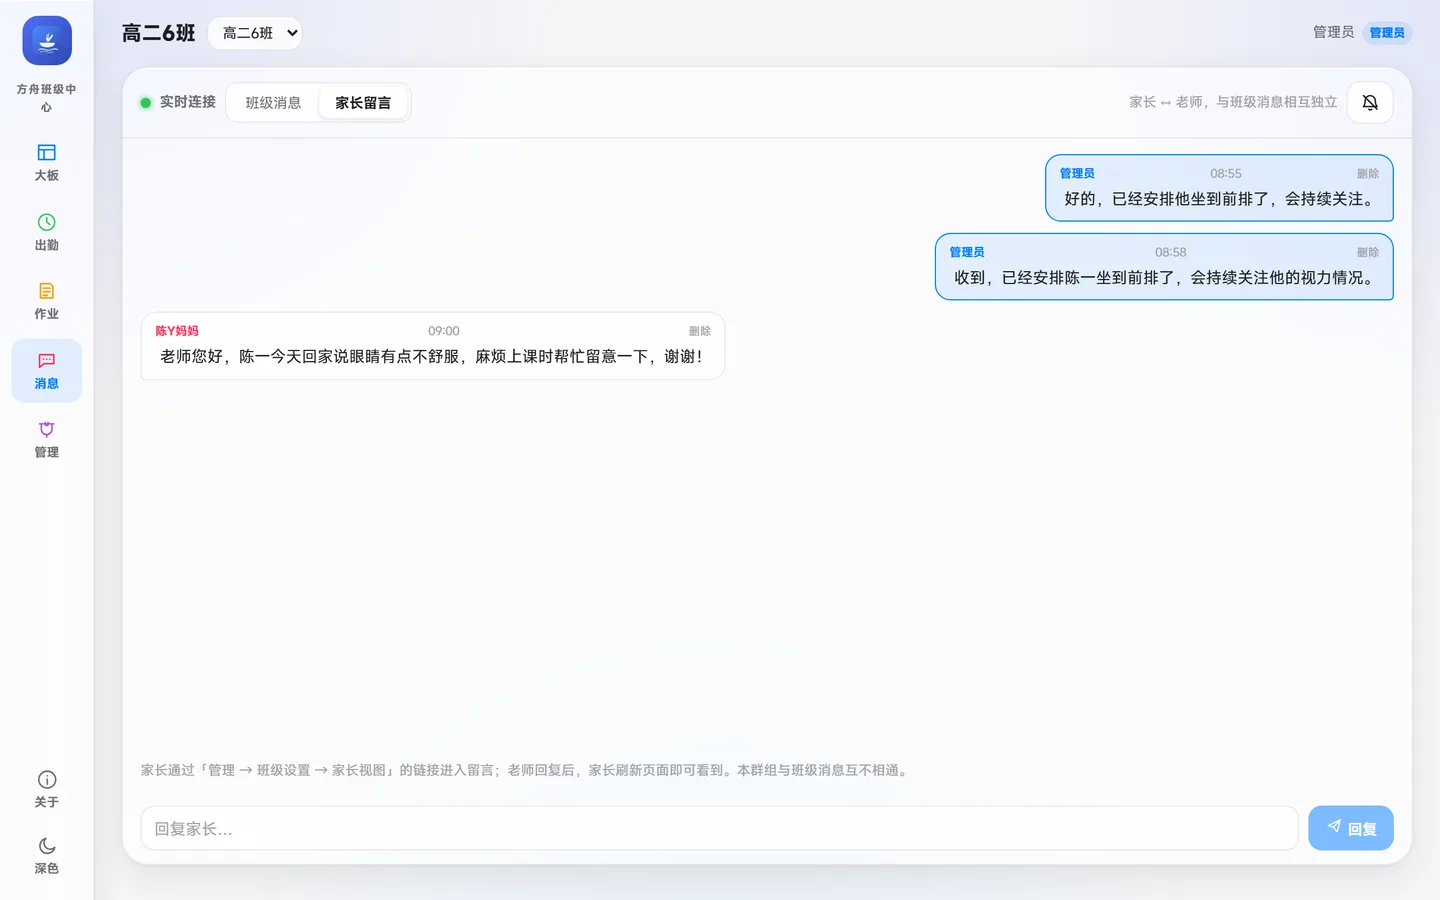 方舟班级中
心
大板
出勤
作业
消息
管理
关于
深色
高二6班
高二6班
管理员
管理员
实时连接
班级消息
家长留言
家长 ↔ 老师，与班级消息相互独立
管理员 08:55 删除
好的，已经安排他坐到前排了，会持续关注。
管理员 08:58 删除
收到，已经安排陈一坐到前排了，会持续关注他的视力情况。
陈Y妈妈 09:00 删除
老师您好，陈一今天回家说眼睛有点不舒服，麻烦上课时帮忙留意一下，谢谢！
家长通过「管理 → 班级设置 → 家长视图」的链接进入留言；老师回复后，家长刷新页面即可看到。本群组与班级消息互不相通。
回复家长...
回复